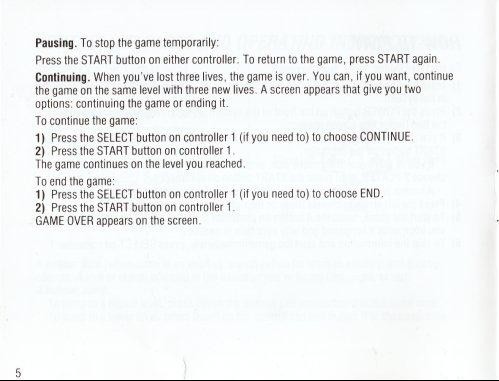 Pausing. To stop the game temporarily:
Press the START button on either controller. To return to the game, press START again.
Continuing. When you've lost three lives, the game is over. You can, if you want, continue
the game on the same level with three new lives. A screen appears that give you two
options: continuing the game or ending it.
To continue the game:
1) Press the SELECT button on controller 1 (if you need to) to choose CONTINUE.
2) Press the START button on controller 1.
The game continues on the level you reached.
To end the game:
1) Press the SELECT button on controller 1 (if you need to) to choose END.
2) Press the START button on controller 1.
GAME OVER appears on the screen.
5